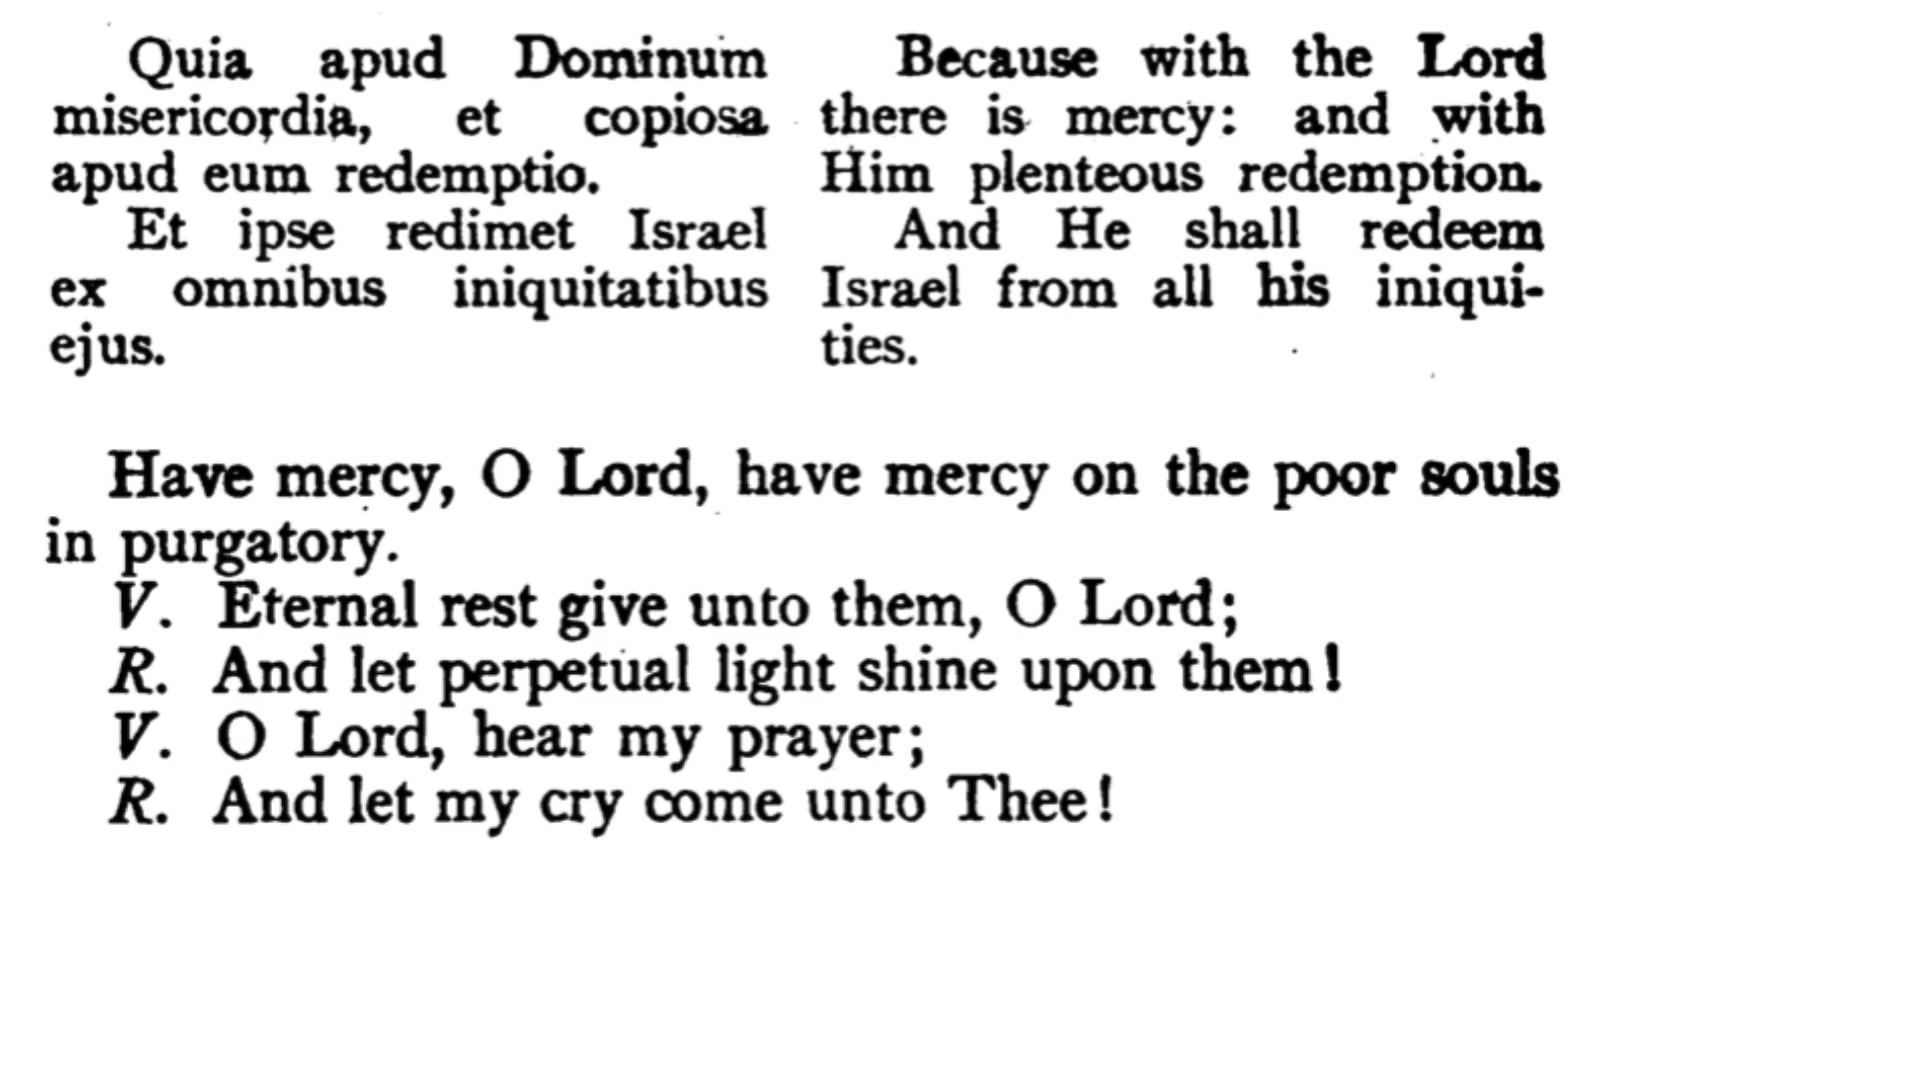 Quia apud Dominum
misericordia, et copiosa
apud eum redemptio.
Et ipse redimet Israel
ex omnibus iniquitatibus
ejus.
Because with the Lord
there is mercy: and with
Him plenteous redemption.
And He shall redeem
Israel from all his iniqui-
ties.
Have mercy, O Lord, have mercy on the poor souls
in purgatory.
V. Eternal rest give unto them, O Lord;
R. And let perpetual light shine upon them!
V. O Lord, hear my prayer;
R. And let my cry come unto Thee!